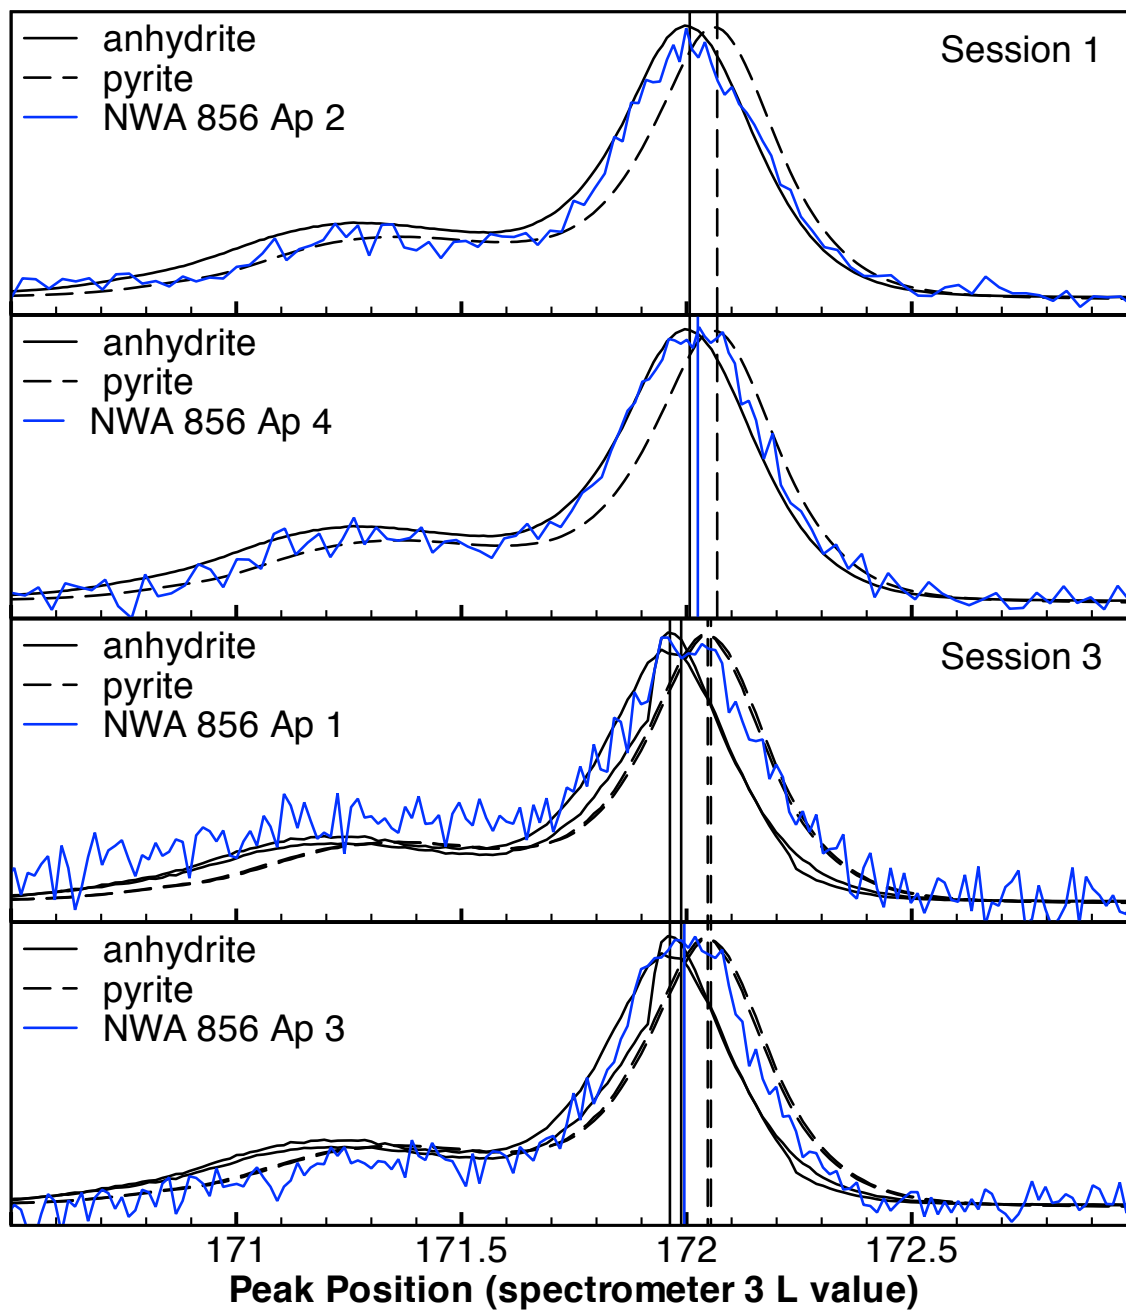 anhydrite
pyrite
NWA 856 Ap 2
Session 1
anhydrite
pyrite
NWA 856 Ap 4
anhydrite
pyrite
NWA 856 Ap 1
Session 3
anhydrite
pyrite
NWA 856 Ap 3
171 171.5 172 172.5
Peak Position (spectrometer 3 L value)